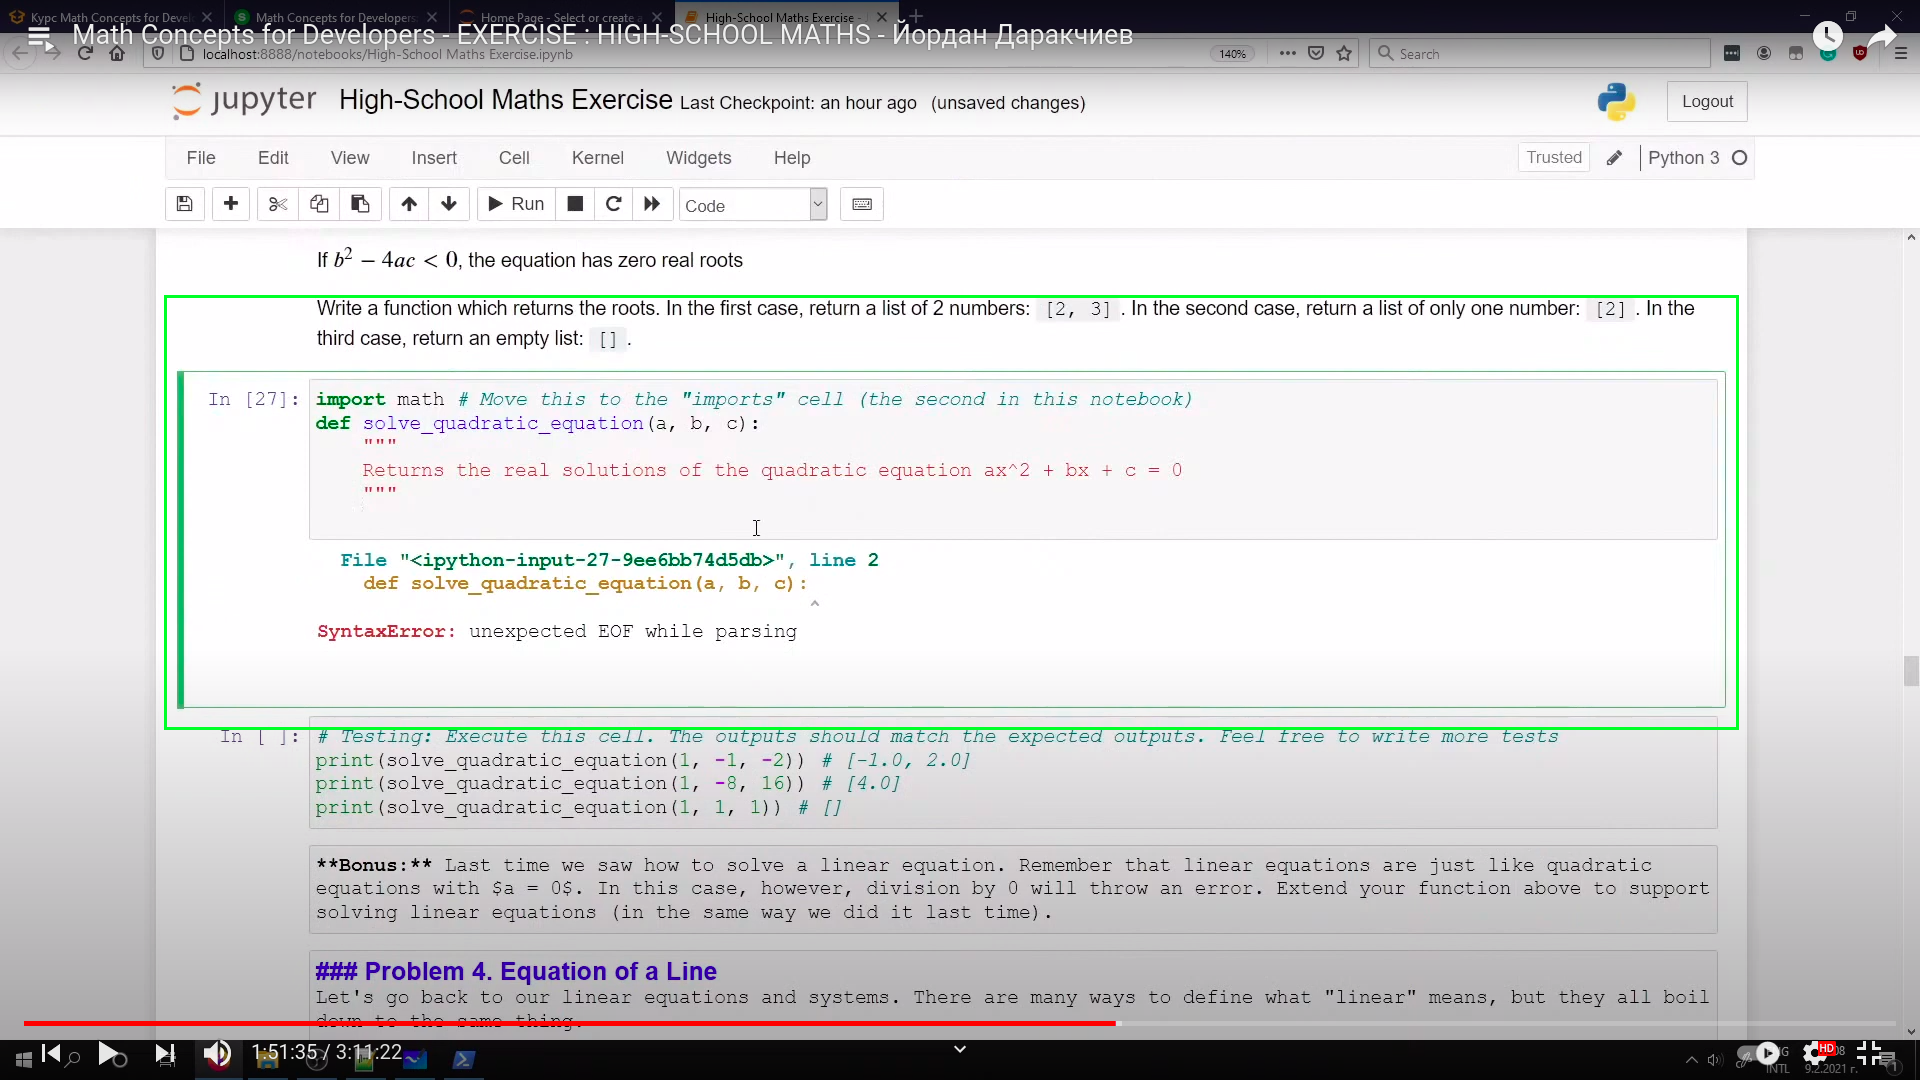 Курс Math Concepts for Devel
Math Concepts for Developers
Home Page - Select or create a
High-School Maths Exercise -
Math Concepts for Developers - EXERCISE : HIGH-SCHOOL MATHS - Йордан Даракчиев
localhost:8888/notebooks/High-School Maths Exercise.ipynb
140%
Search
jupyter High-School Maths Exercise Last Checkpoint: an hour ago (unsaved changes)
Logout
File Edit View Insert Cell Kernel Widgets Help
Trusted
Python 3
Run
Code
If b² − 4ac < 0, the equation has zero real roots
Write a function which returns the roots. In the first case, return a list of 2 numbers: [2, 3] . In the second case, return a list of only one number: [2] . In the
third case, return an empty list: [] .
In [27]: import math # Move this to the "imports" cell (the second in this notebook)
def solve_quadratic_equation(a, b, c):
"""
Returns the real solutions of the quadratic equation ax^2 + bx + c = 0
"""
File "<ipython-input-27-9ee6bb74d5db>", line 2
def solve_quadratic_equation(a, b, c):
^
SyntaxError: unexpected EOF while parsing
In [ ]: # Testing: Execute this cell. The outputs should match the expected outputs. Feel free to write more tests
print(solve_quadratic_equation(1, -1, -2)) # [-1.0, 2.0]
print(solve_quadratic_equation(1, -8, 16)) # [4.0]
print(solve_quadratic_equation(1, 1, 1)) # []
**Bonus:** Last time we saw how to solve a linear equation. Remember that linear equations are just like quadratic
equations with $a = 0$. In this case, however, division by 0 will throw an error. Extend your function above to support
solving linear equations (in the same way we did it last time).
### Problem 4. Equation of a Line
Let's go back to our linear equations and systems. There are many ways to define what "linear" means, but they all boil
down to the same thing.
1:51:35 / 3:11:22
HD
INTL
9.2.2021 г.